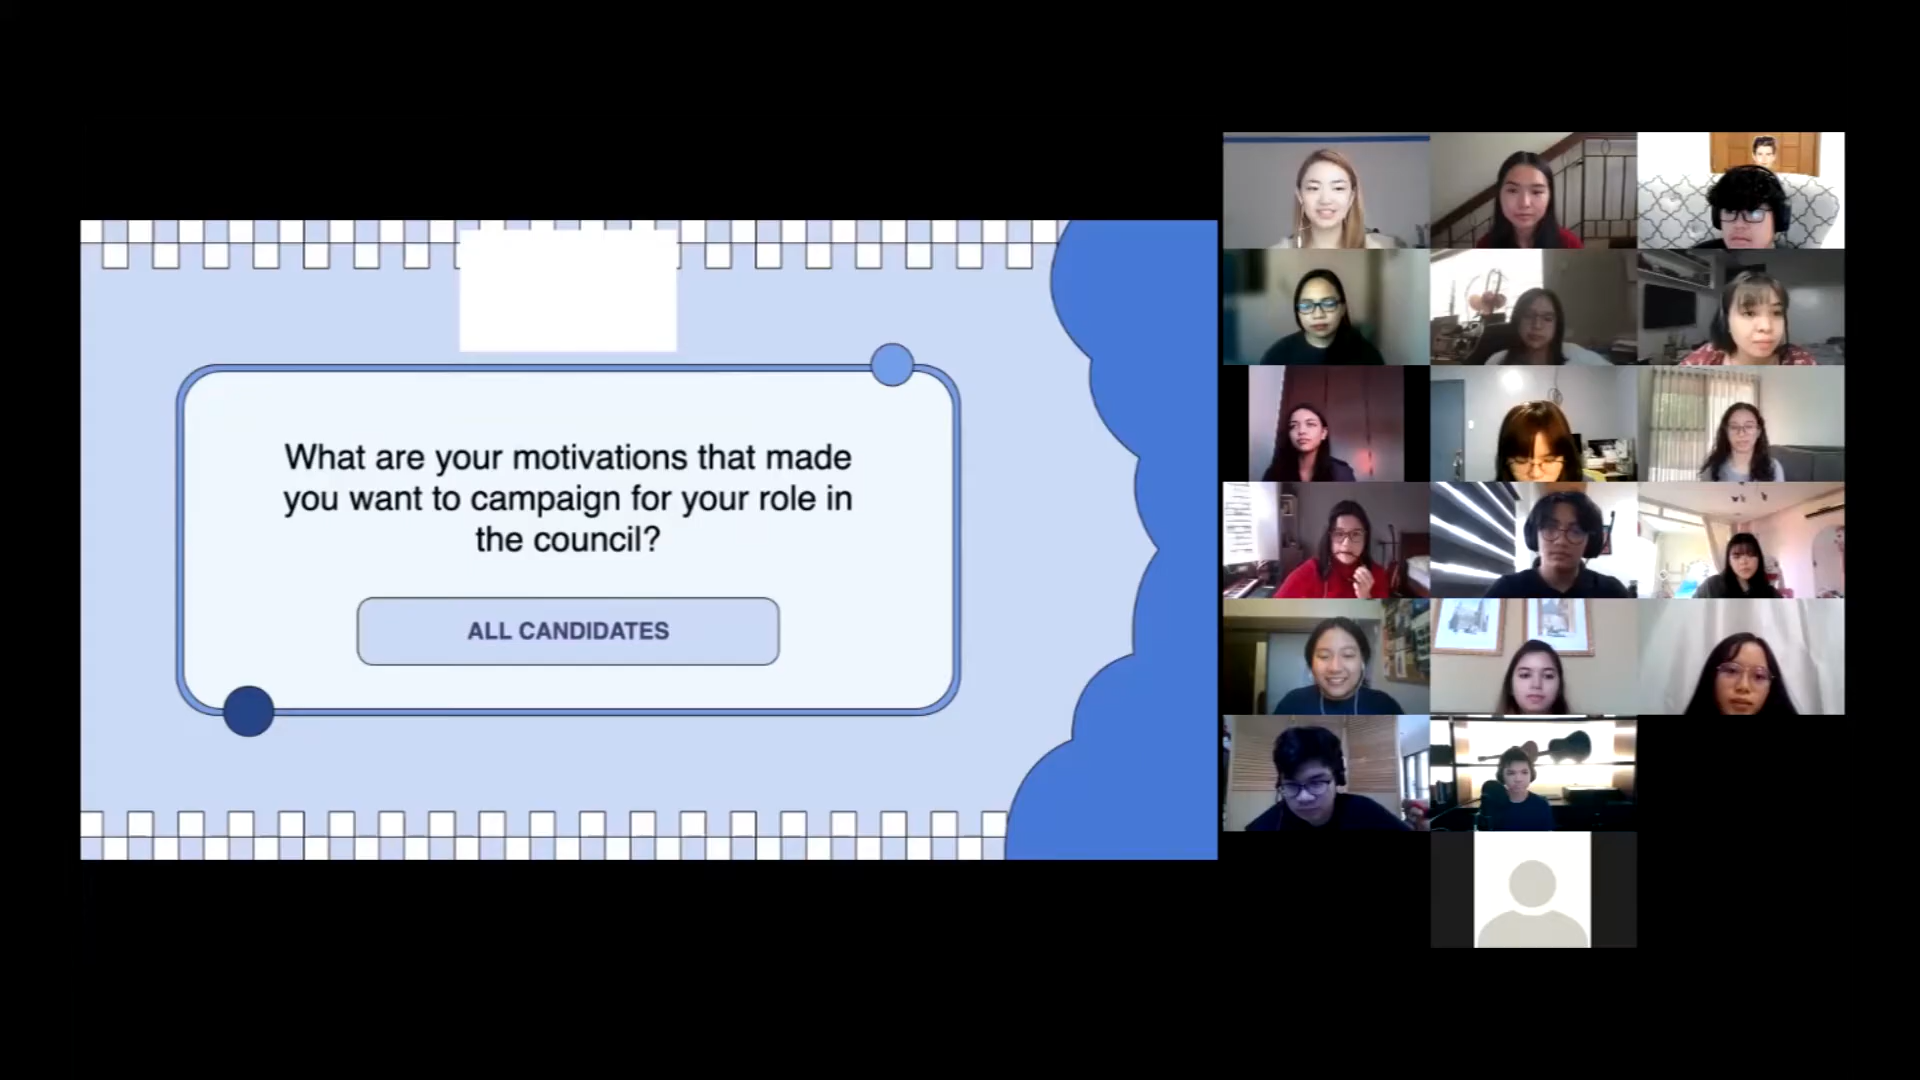 What are your motivations that made
you want to campaign for your role in
the council?
ALL CANDIDATES